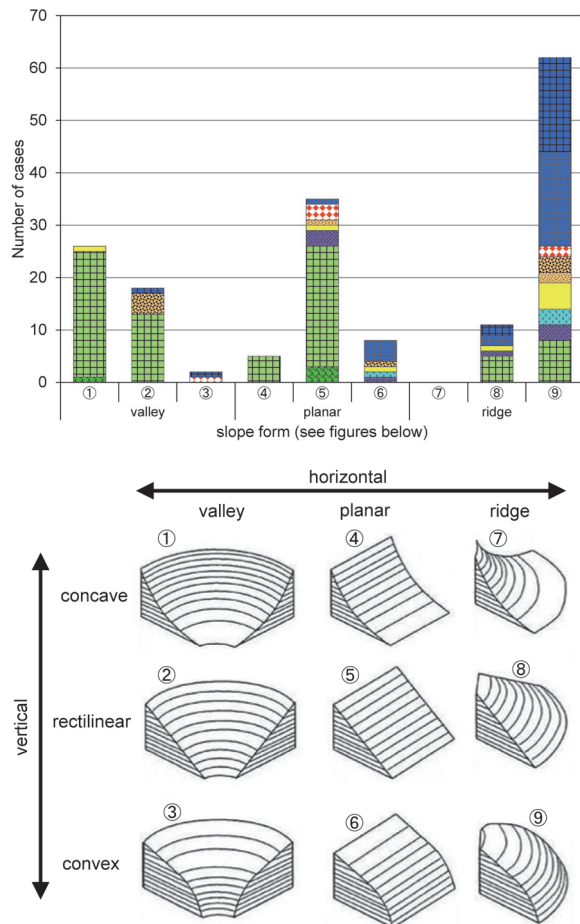 70
60
50
40
30
20
10
0
Number of cases
① ② ③ ④ ⑤ ⑥ ⑦ ⑧ ⑨
valley planar ridge
slope form (see figures below)
horizontal
valley planar ridge
① ④ ⑦
concave
② ⑤ ⑧
rectilinear
vertical
③ ⑥ ⑨
convex